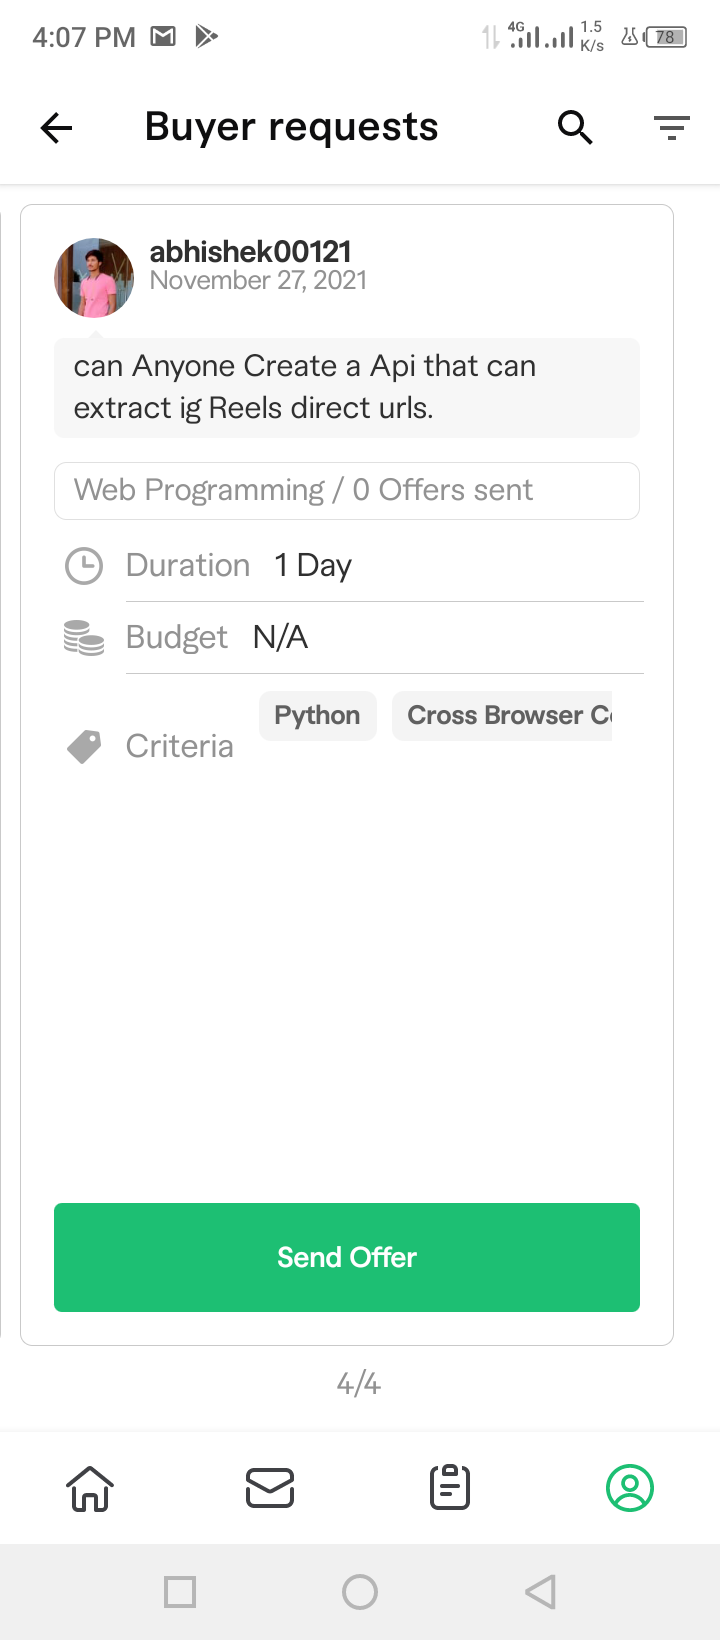 4:07 PM
4G
1.5
K/s
78
Buyer requests
abhishek00121
November 27, 2021
can Anyone Create a Api that can
extract ig Reels direct urls.
Web Programming / 0 Offers sent
Duration 1 Day
Budget N/A
Criteria Python Cross Browser
Send Offer
4/4